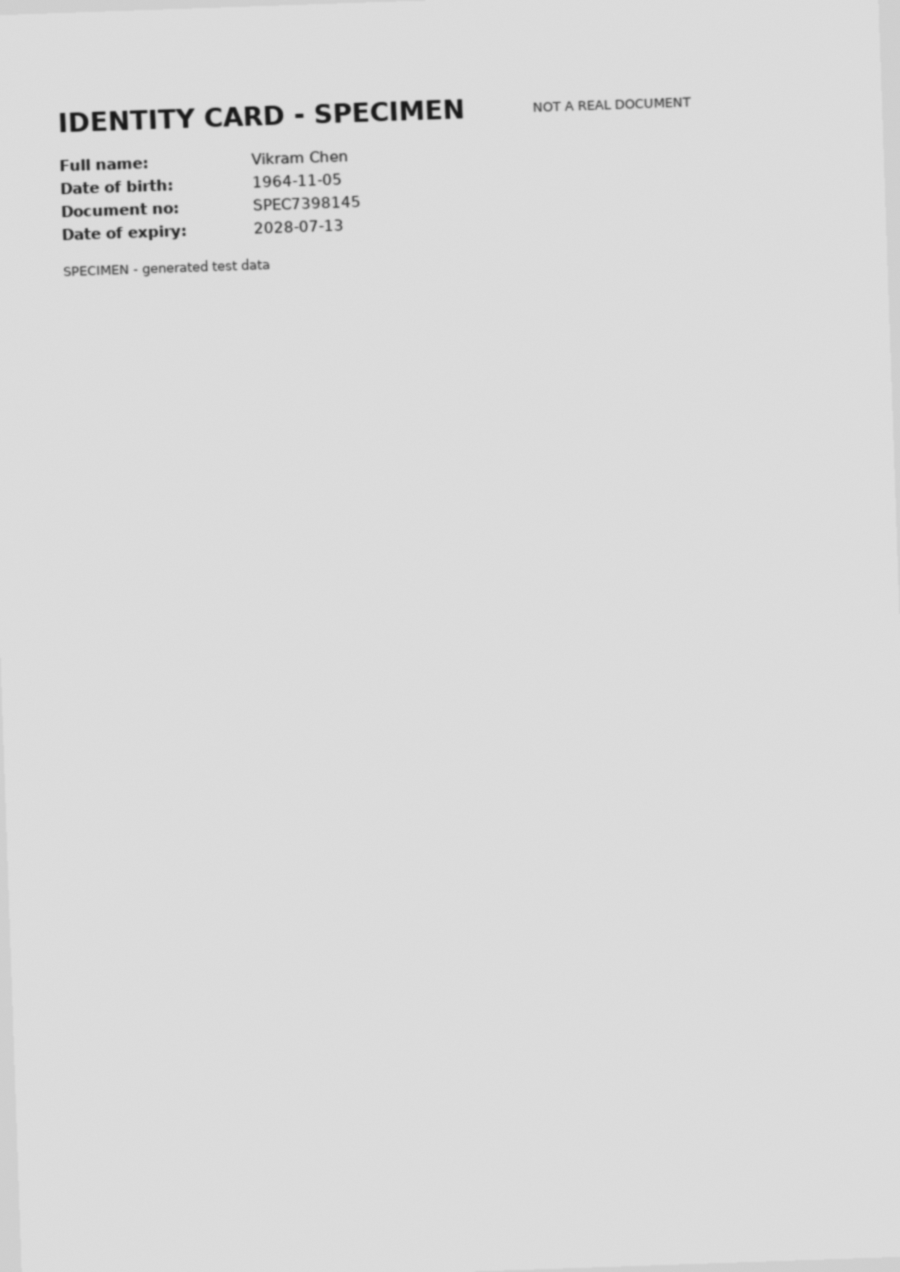 IDENTITY CARD - SPECIMEN NOT A REAL DOCUMENT
Full name: Vikram Chen
Date of birth: 1964-11-05
Document no: SPEC7398145
Date of expiry: 2028-07-13
SPECIMEN - generated test data